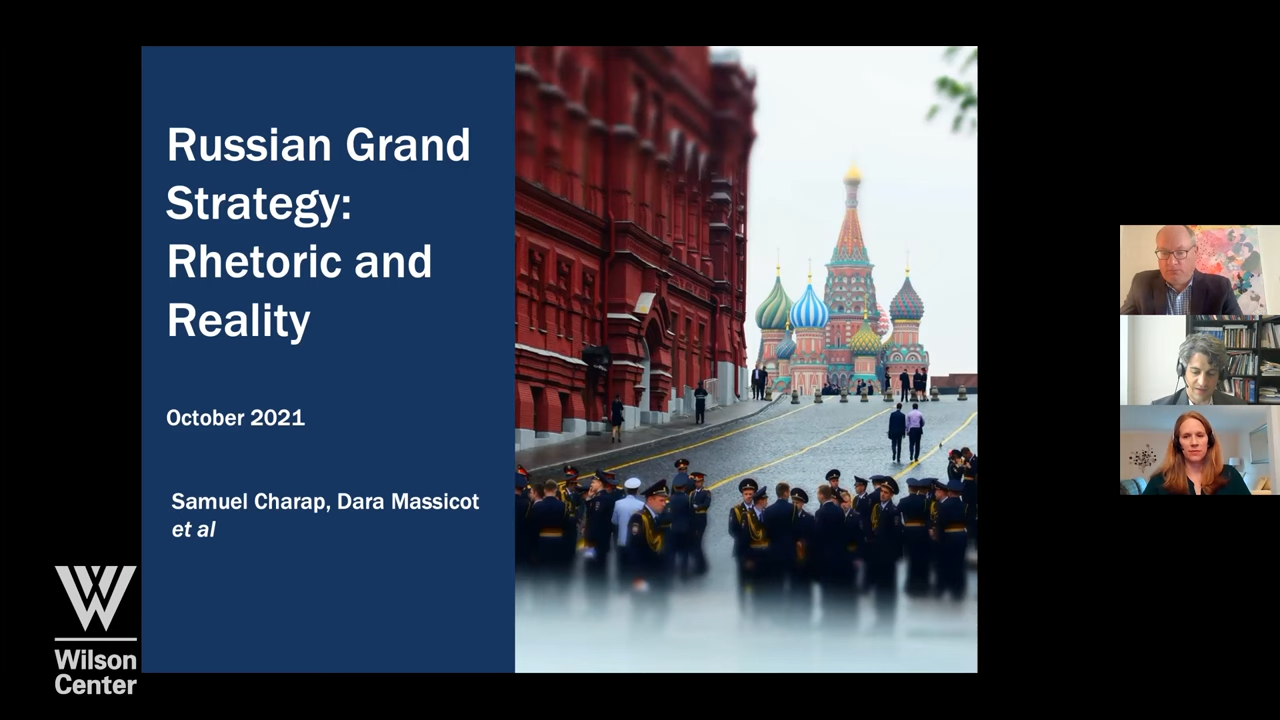 Russian Grand
Strategy:
Rhetoric and
Reality
October 2021
Samuel Charap, Dara Massicot
et al
Wilson
Center